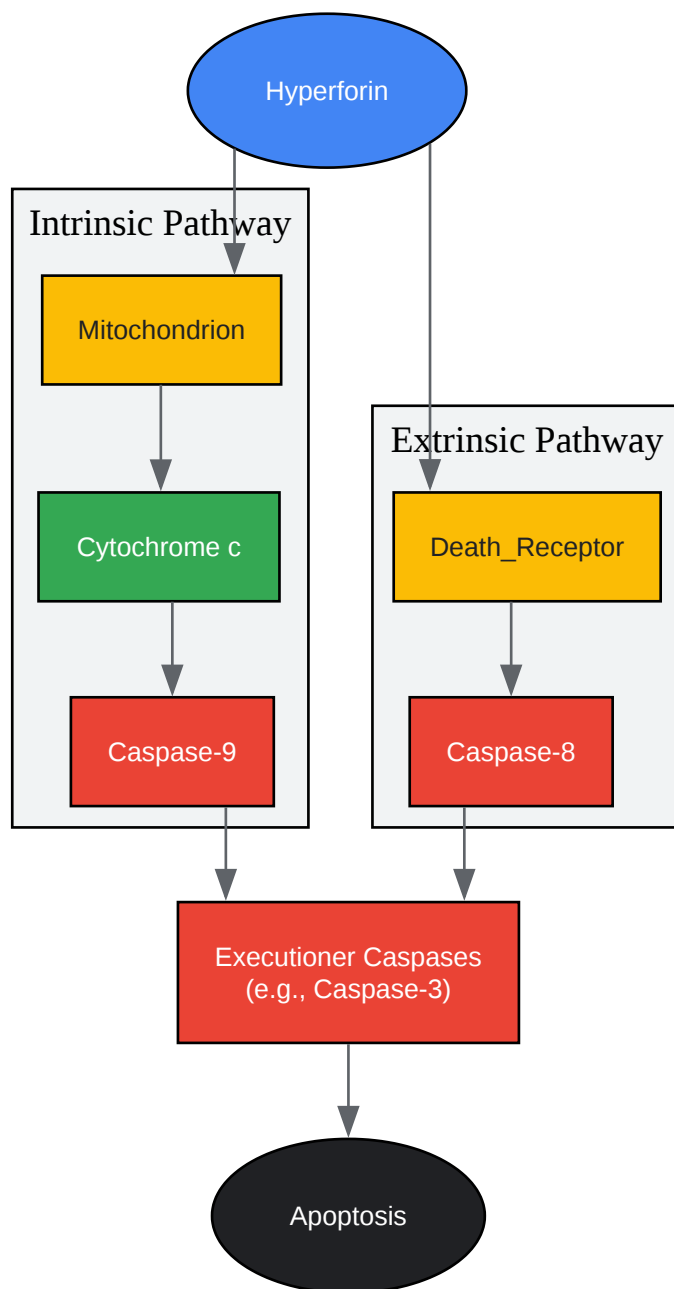 Hyperforin
Intrinsic Pathway
Mitochondrion
Cytochrome c
Caspase-9
Extrinsic Pathway
Death_Receptor
Caspase-8
Executioner Caspases
(e.g., Caspase-3)
Apoptosis